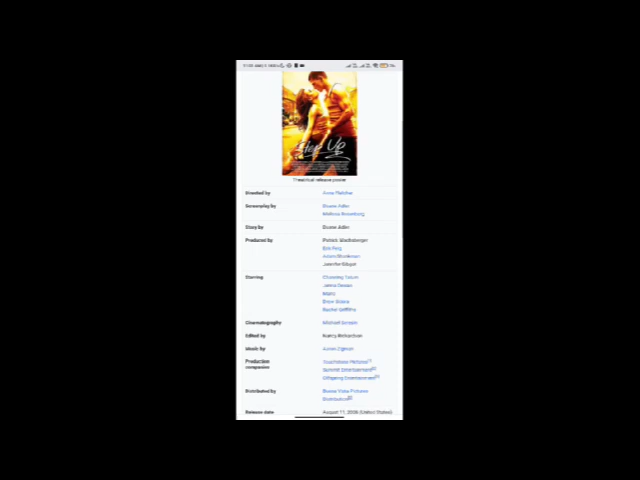 Step Up
Theatrical release poster
Directed by Anne Fletcher
Screenplay by Duane Adler
Melissa Rosenberg
Story by Duane Adler
Produced by Patrick Wachsberger
Erik Feig
Adam Shankman
Jennifer Gibgot
Starring Channing Tatum
Jenna Dewan
Mario
Drew Sidora
Rachel Griffiths
Cinematography Michael Seresin
Edited by Nancy Richardson
Music by Aaron Zigman
Production Touchstone Pictures
companies Summit Entertainment
Offspring Entertainment
Distributed by Buena Vista Pictures
Distribution
Release date August 11, 2006 (United States)